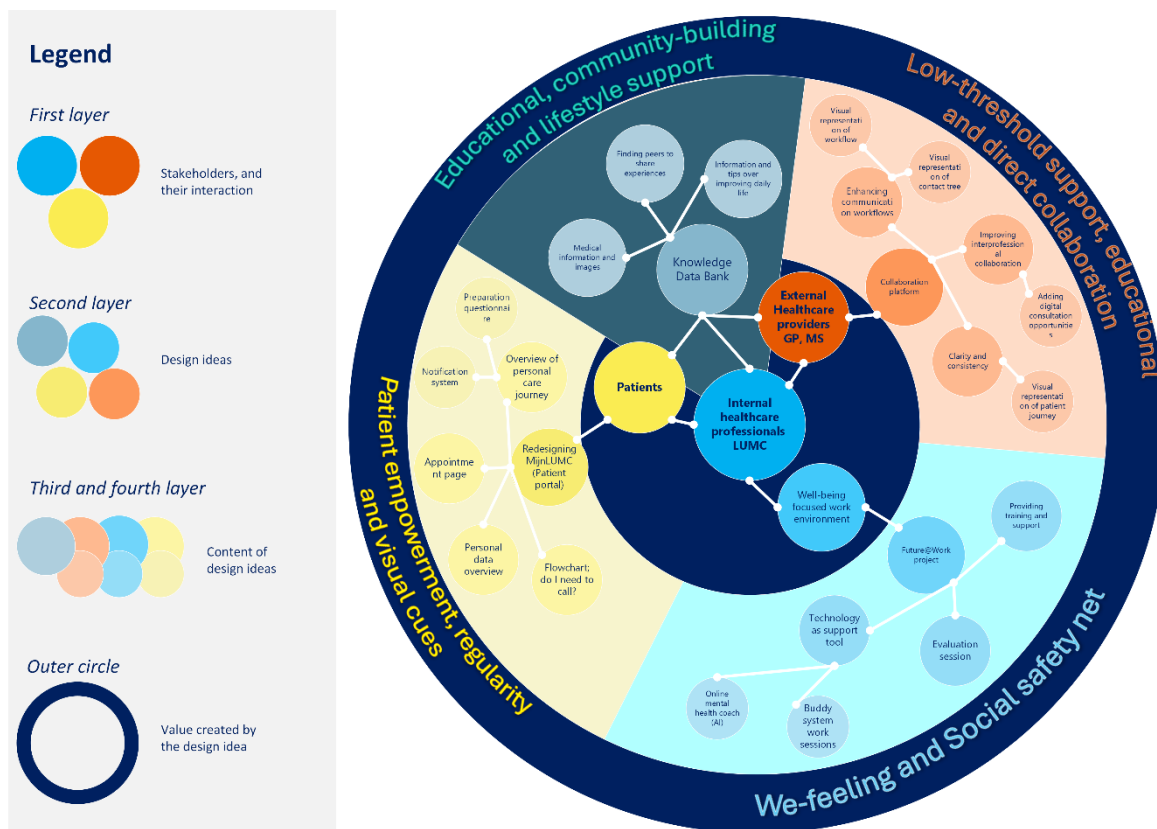 Legend
First layer
Stakeholders, and
their interaction
Second layer
Design ideas
Third and fourth layer
Content of
design ideas
Outer circle
Value created by
the design idea
Educational, community-building
and lifestyle support
Low-threshold support, educational
and direct collaboration
Patient empowerment, regularity
and visual cues
We-feeling and Social safety net
Finding peers to
share
experiences
Information and
tips over
improving daily
life
Medical
information and
images
Knowledge
Data Bank
Visual
representati
on of
workflow
Visual
representati
on of contact
tree
Enhancing
communicati
on workflows
Improving
interprofession
al
collaboration
Collaboration
platform
Adding
digital
consultation
opportunitie
s
Clarity and
consistency
Visual
representati
on of patient
journey
External
Healthcare
providers
GP, MS
Patients
Internal
healthcare
professionals
LUMC
Preparation
questionnai
re
Notification
system
Overview of
personal
care
journey
Appointme
nt page
Redesigning
MijnLUMC
(Patient
portal)
Personal
data
overview
Flowchart;
do I need to
call?
Well-being
focused work
environment
Providing
training and
support
Future@Work
project
Technology
as support
tool
Evaluation
session
Online
mental
health coach
(AI)
Buddy
system
work
sessions